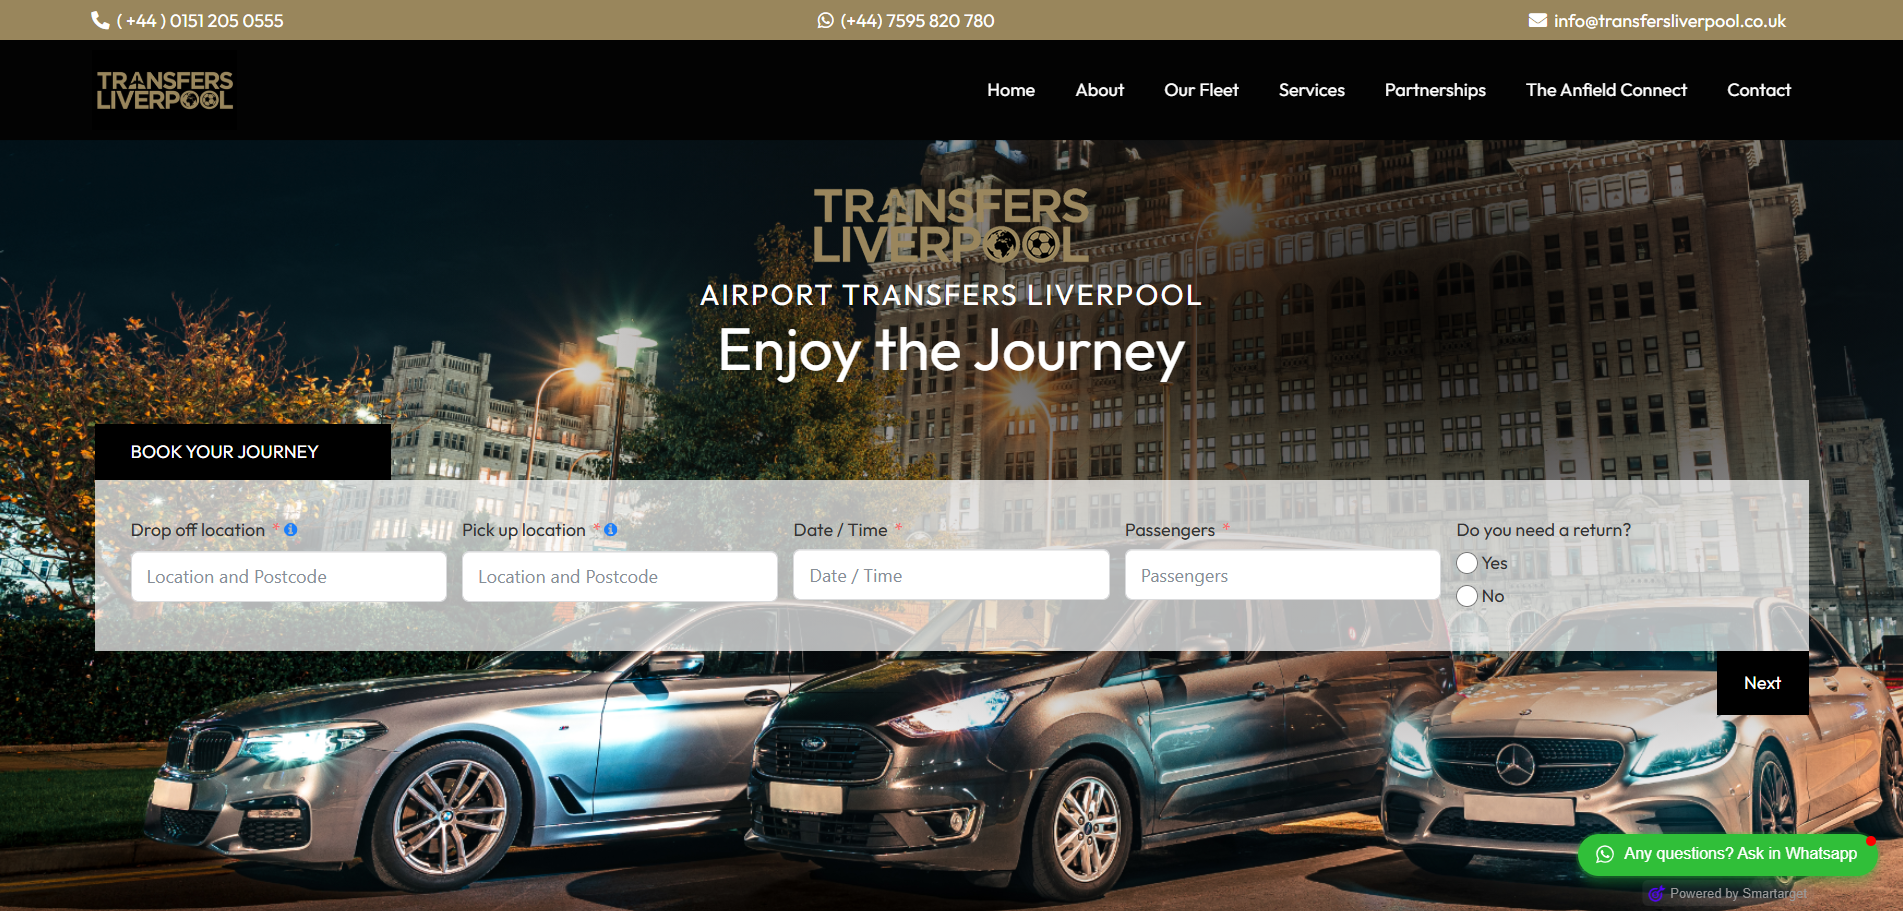 ( +44 ) 0151 205 0555
(+44) 7595 820 780
info@transfersliverpool.co.uk
TRANSFERS
LIVERPOOL
Home
About
Our Fleet
Services
Partnerships
The Anfield Connect
Contact
TRANSFERS
LIVERPOOL
AIRPORT TRANSFERS LIVERPOOL
Enjoy the Journey
BOOK YOUR JOURNEY
Drop off location *
Pick up location *
Date / Time *
Passengers *
Do you need a return?
Location and Postcode
Location and Postcode
Date / Time
Passengers
Yes
No
Next
Any questions? Ask in Whatsapp
Powered by Smartarget